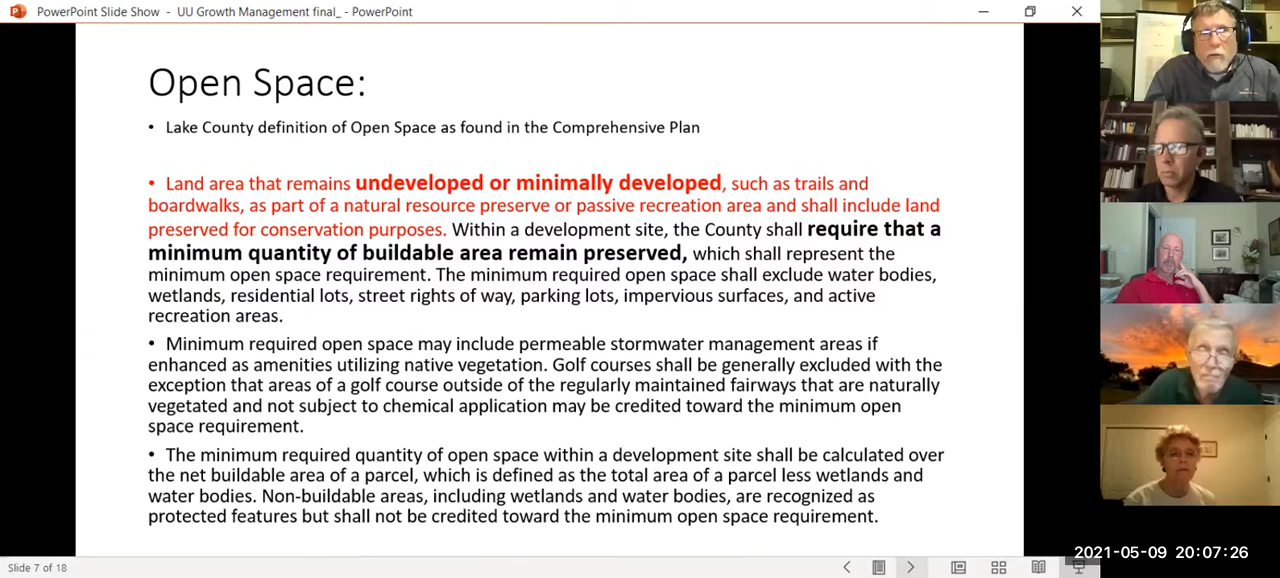 PowerPoint Slide Show - UU Growth Management final_ - PowerPoint
Open Space:
• Lake County definition of Open Space as found in the Comprehensive Plan
• Land area that remains undeveloped or minimally developed, such as trails and
boardwalks, as part of a natural resource preserve or passive recreation area and shall include land
preserved for conservation purposes. Within a development site, the County shall require that a
minimum quantity of buildable area remain preserved, which shall represent the
minimum open space requirement. The minimum required open space shall exclude water bodies,
wetlands, residential lots, street rights of way, parking lots, impervious surfaces, and active
recreation areas.
• Minimum required open space may include permeable stormwater management areas if
enhanced as amenities utilizing native vegetation. Golf courses shall be generally excluded with the
exception that areas of a golf course outside of the regularly maintained fairways that are naturally
vegetated and not subject to chemical application may be credited toward the minimum open
space requirement.
• The minimum required quantity of open space within a development site shall be calculated over
the net buildable area of a parcel, which is defined as the total area of a parcel less wetlands and
water bodies. Non-buildable areas, including wetlands and water bodies, are recognized as
protected features but shall not be credited toward the minimum open space requirement.
2021-05-09 20:07:26
Slide 7 of 18